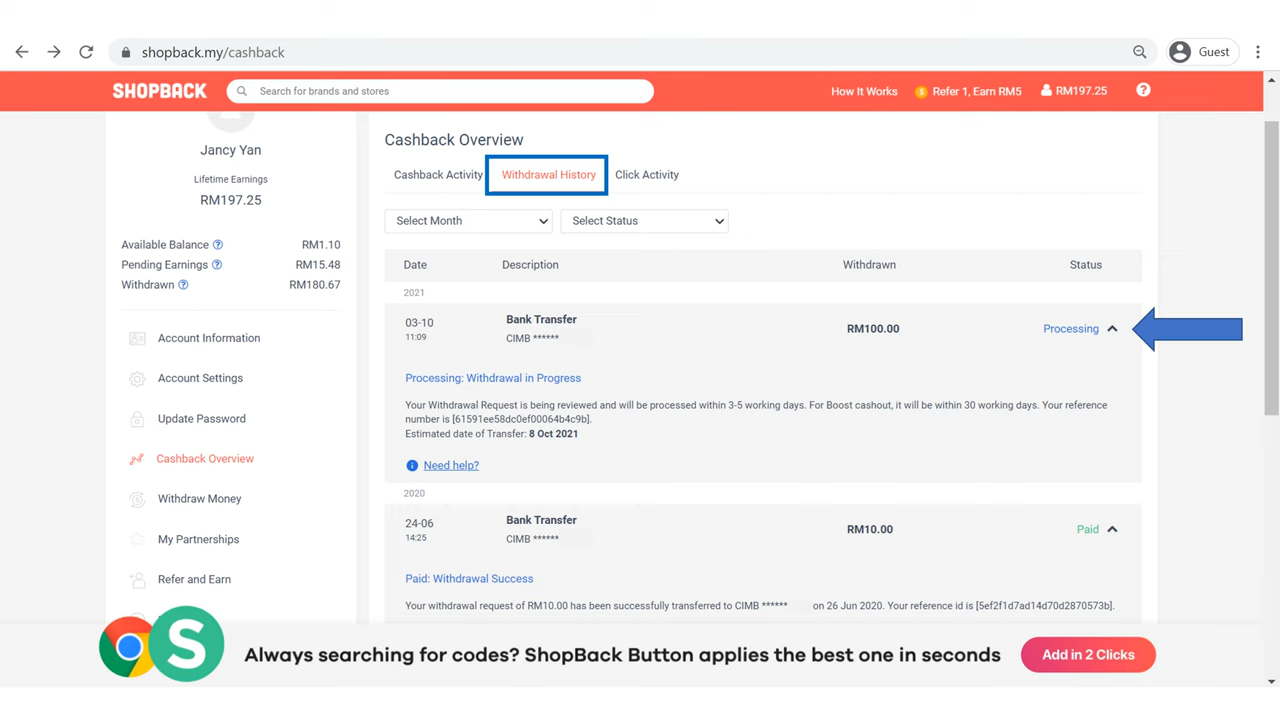 shopback.my/cashback
Guest
SHOPBACK
Search for brands and stores
How It Works
Refer 1, Earn RM5
RM197.25
?
Jancy Yan
Lifetime Earnings
RM197.25
Available Balance ? RM1.10
Pending Earnings ? RM15.48
Withdrawn ? RM180.67
Account Information
Account Settings
Update Password
Cashback Overview
Withdraw Money
My Partnerships
Refer and Earn
Cashback Overview
Cashback Activity Withdrawal History Click Activity
Select Month Select Status
Date Description Withdrawn Status
2021
03-10
11:09
Bank Transfer
CIMB ******
RM100.00
Processing
Processing: Withdrawal in Progress
Your Withdrawal Request is being reviewed and will be processed within 3-5 working days. For Boost cashout, it will be within 30 working days. Your reference
number is [61591ee58dc0ef00064b4c9b].
Estimated date of Transfer: 8 Oct 2021
i Need help?
2020
24-06
14:25
Bank Transfer
CIMB ******
RM10.00
Paid
Paid: Withdrawal Success
Your withdrawal request of RM10.00 has been successfully transferred to CIMB ****** on 26 Jun 2020. Your reference id is [5ef2f1d7ad14d70d2870573b].
S
Always searching for codes? ShopBack Button applies the best one in seconds
Add in 2 Clicks